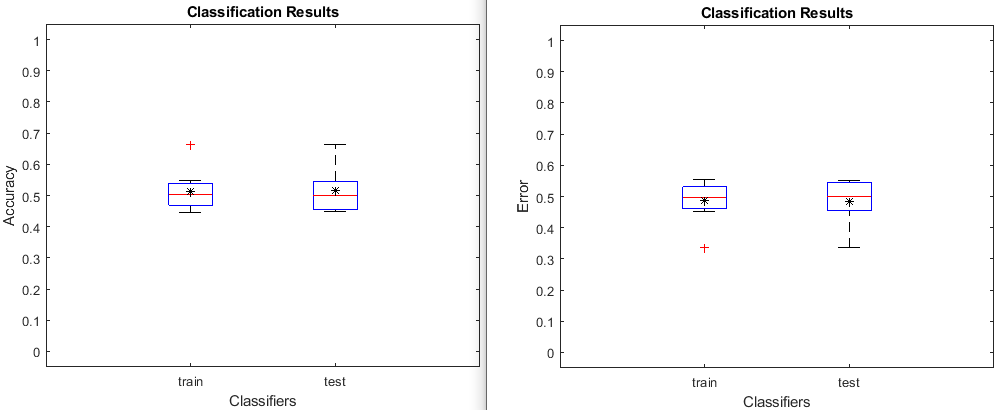 Classification Results
1
0.9
0.8
0.7
0.6
0.5
0.4
0.3
0.2
0.1
0
Accuracy
train test
Classifiers
Classification Results
1
0.9
0.8
0.7
0.6
0.5
0.4
0.3
0.2
0.1
0
Error
train test
Classifiers